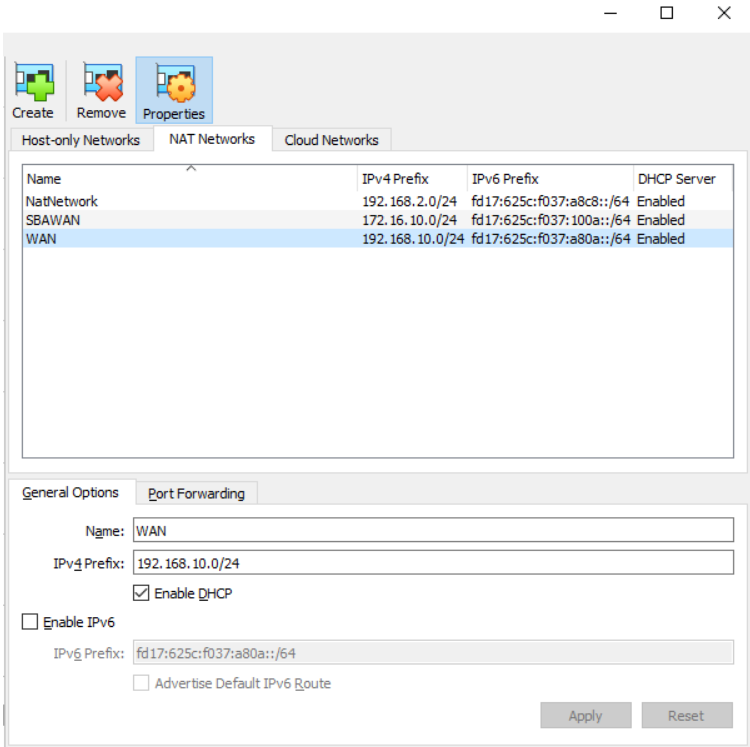 Create Remove Properties
Host-only Networks NAT Networks Cloud Networks
Name IPv4 Prefix IPv6 Prefix DHCP Server
NatNetwork 192.168.2.0/24 fd17:625c:f037:a8c8::/64 Enabled
SBAWAN 172.16.10.0/24 fd17:625c:f037:100a::/64 Enabled
WAN 192.168.10.0/24 fd17:625c:f037:a80a::/64 Enabled
General Options Port Forwarding
Name: WAN
IPv4 Prefix: 192.168.10.0/24
Enable DHCP
Enable IPv6
IPv6 Prefix: fd17:625c:f037:a80a::/64
Advertise Default IPv6 Route
Apply Reset